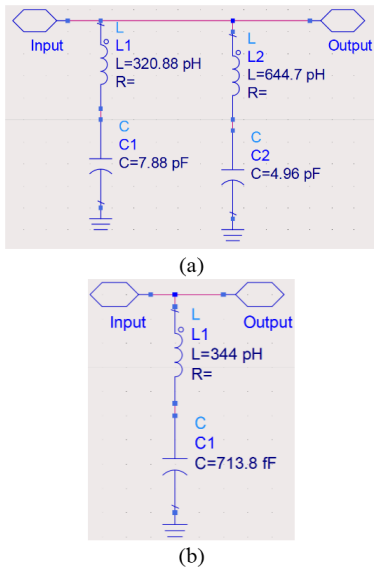 L
L
Input
L1
L2
Output
L=320.88 pH
L=644.7 pH
R=
R=
C
C
C1
C2
C=7.88 pF
C=4.96 pF
(a)
L
Input
L1
Output
L=344 pH
R=
C
C1
C=713.8 fF
(b)